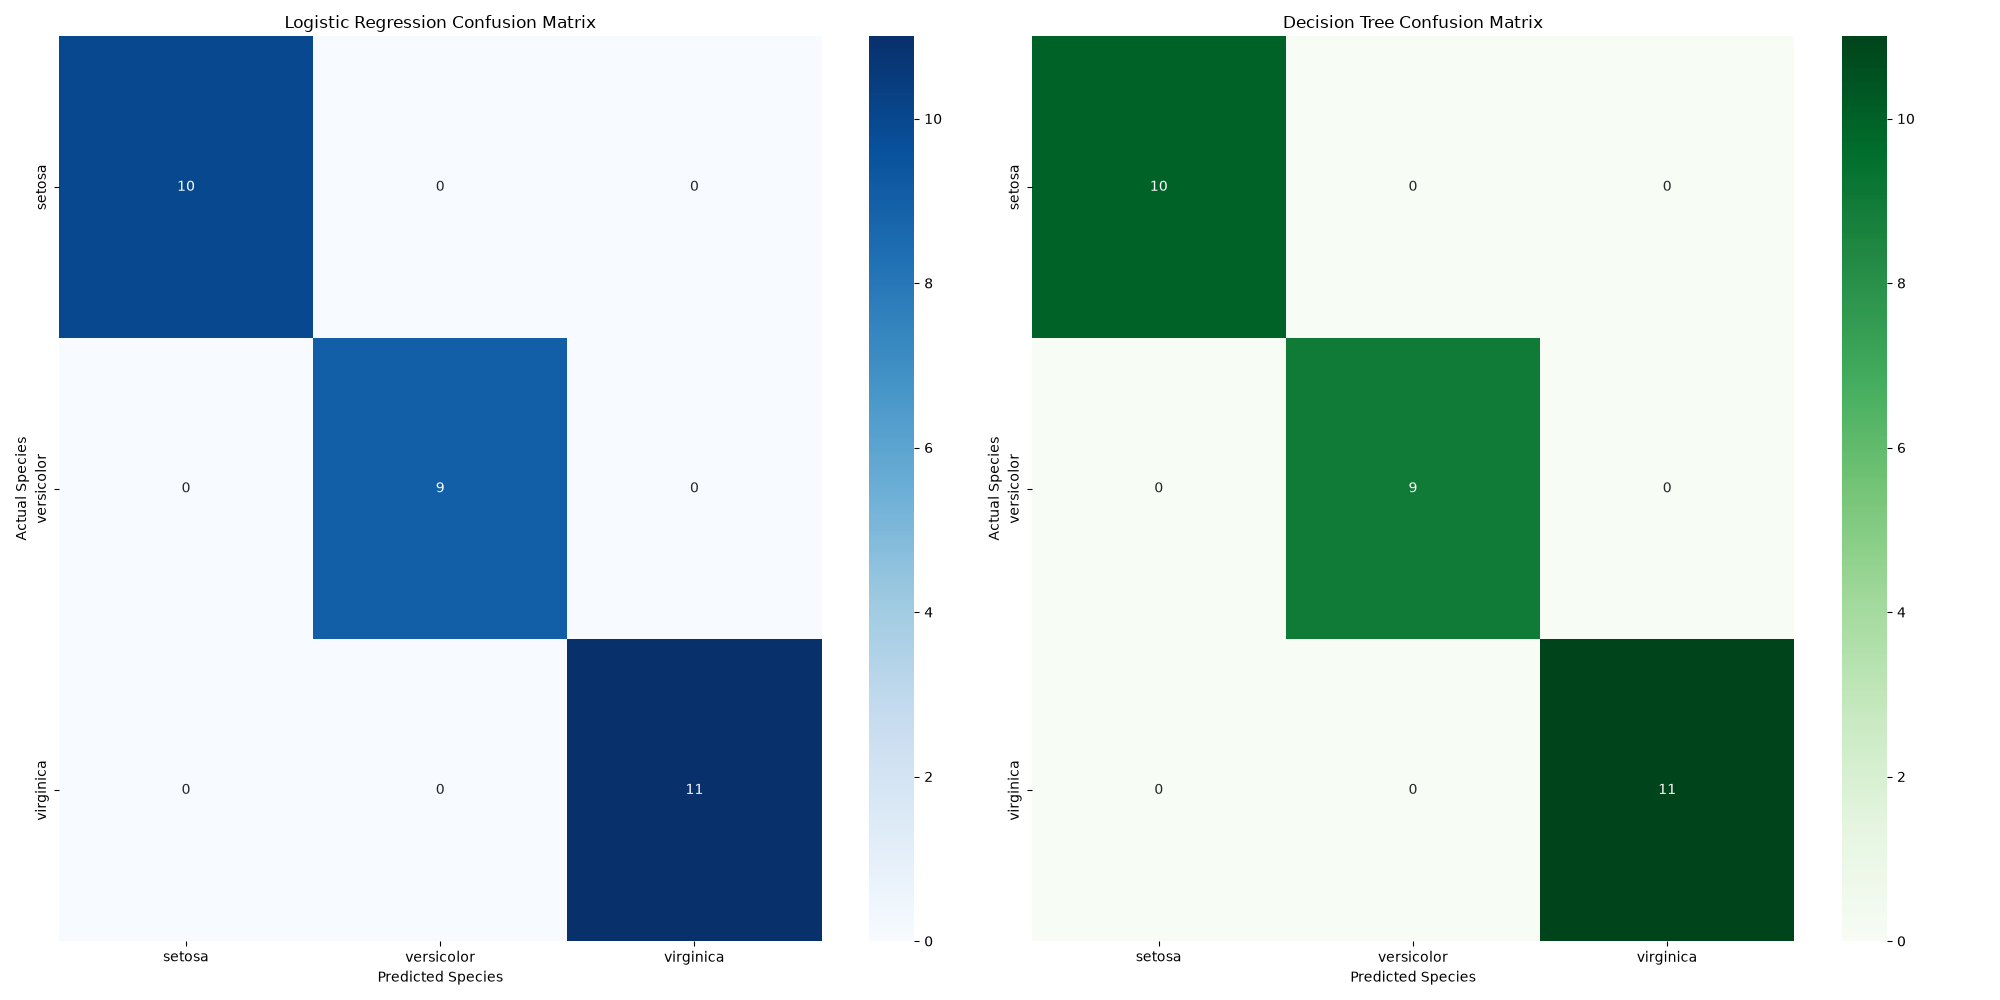 Logistic Regression Confusion Matrix
Actual Species
setosa
versicolor
virginica
10 0 0
0 9 0
0 0 11
setosa versicolor virginica
Predicted Species
10
8
6
4
2
0
Decision Tree Confusion Matrix
Actual Species
setosa
versicolor
virginica
10 0 0
0 9 0
0 0 11
setosa versicolor virginica
Predicted Species
10
8
6
4
2
0